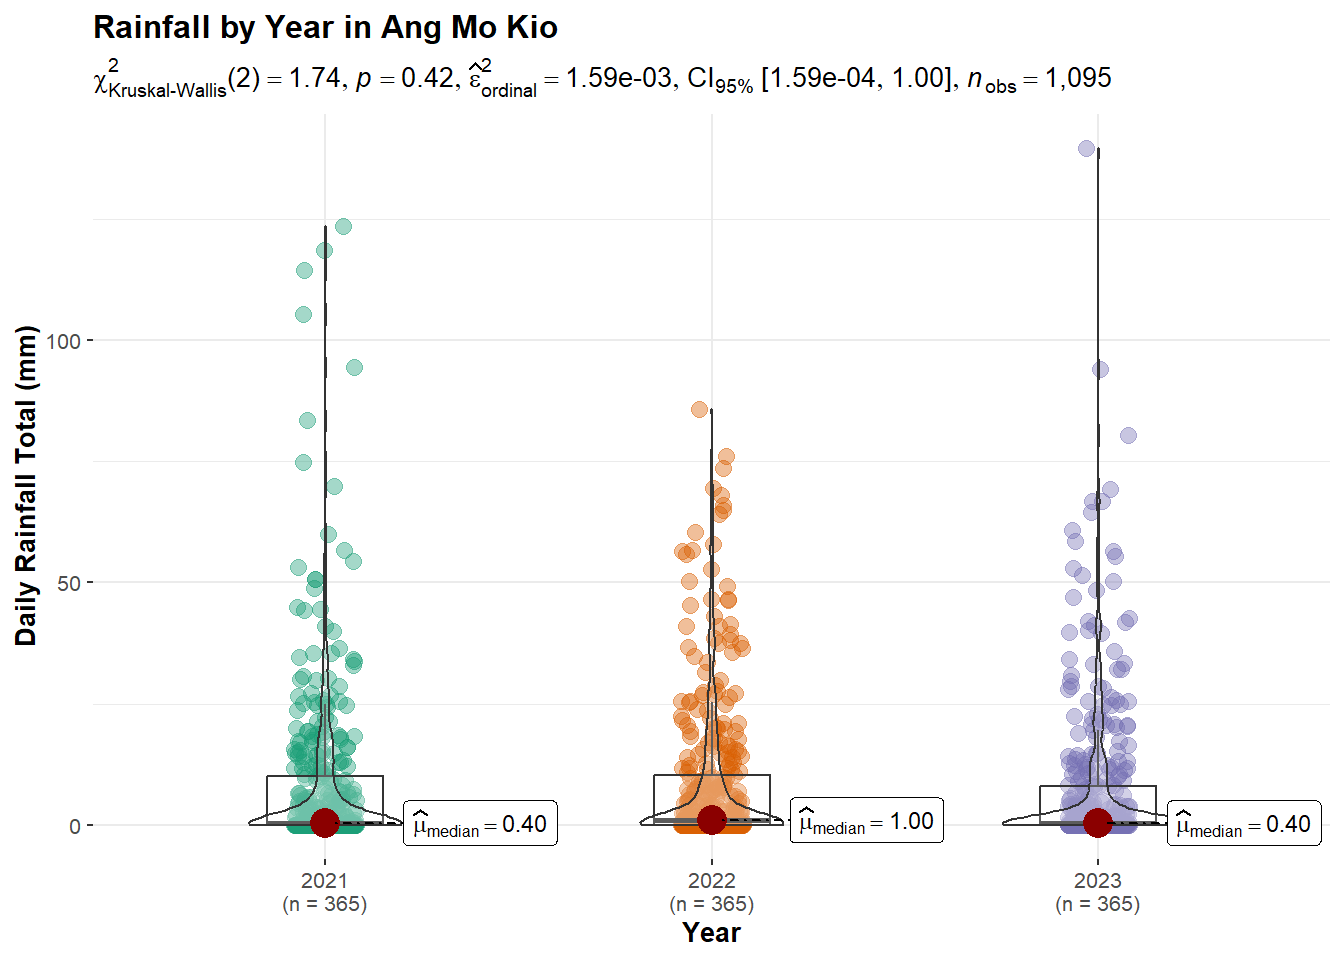 Rainfall by Year in Ang Mo Kio
χ²Kruskal-Wallis(2) = 1.74, p = 0.42, ε̂²ordinal = 1.59e-03, CI95% [1.59e-04, 1.00], nobs = 1,095
Daily Rainfall Total (mm)
100
50
0
μ̂median = 0.40
μ̂median = 1.00
μ̂median = 0.40
2021
(n = 365)
2022
(n = 365)
2023
(n = 365)
Year